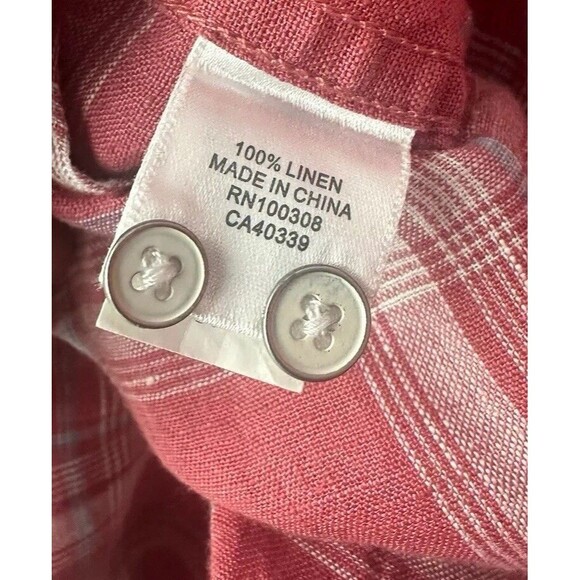 100% LINEN
MADE IN CHINA
RN100308
CA40339